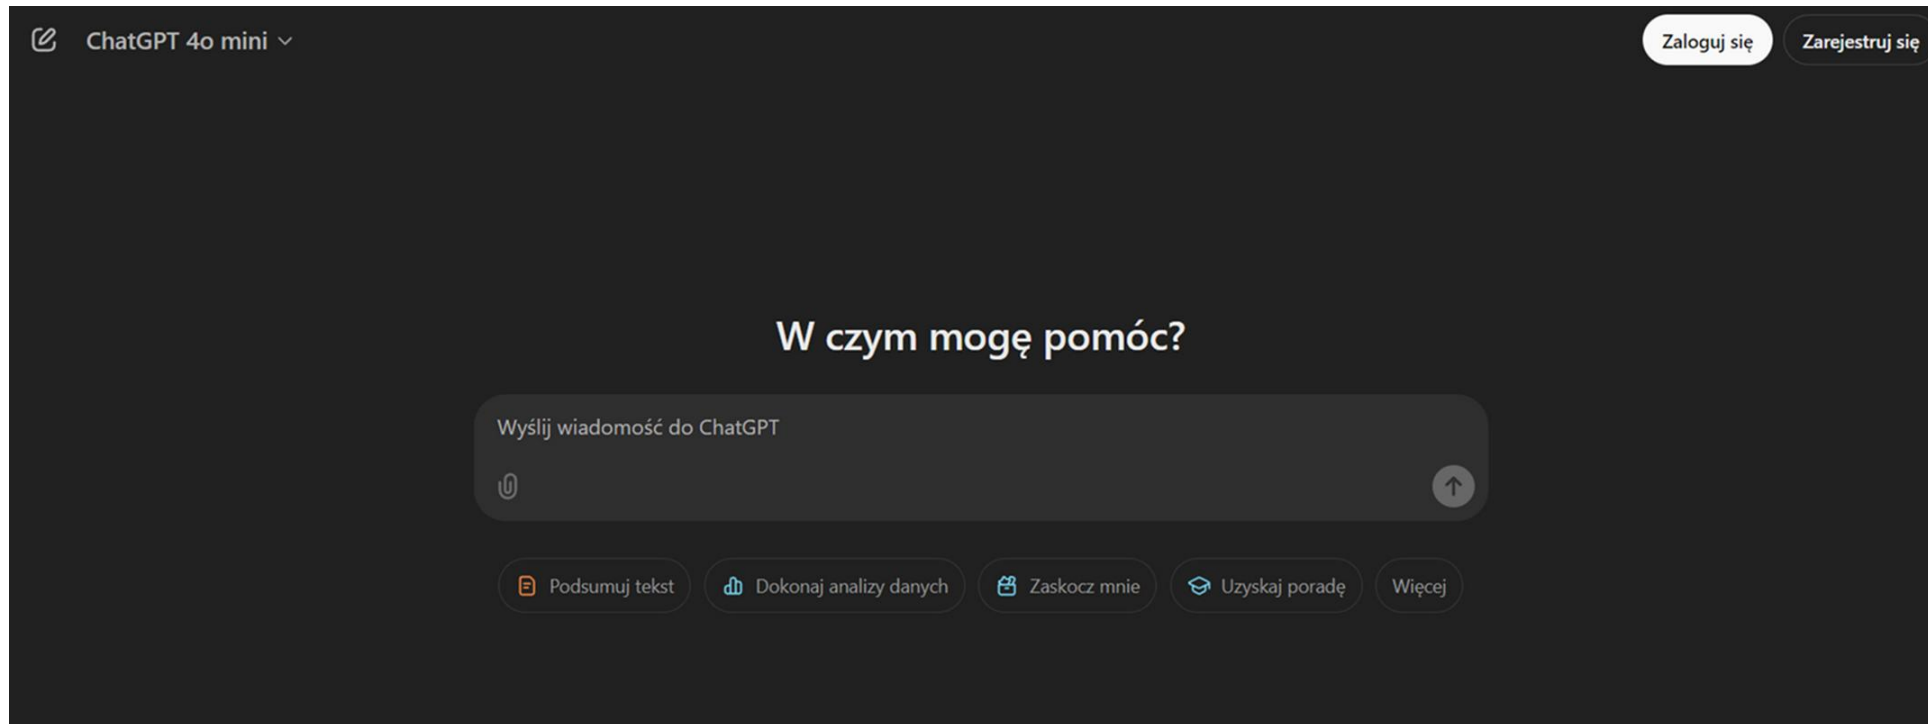 ChatGPT 4o mini
Zaloguj się
Zarejestruj się
W czym mogę pomóc?
Wyślij wiadomość do ChatGPT
Podsumuj tekst
Dokonaj analizy danych
Zaskocz mnie
Uzyskaj poradę
Więcej